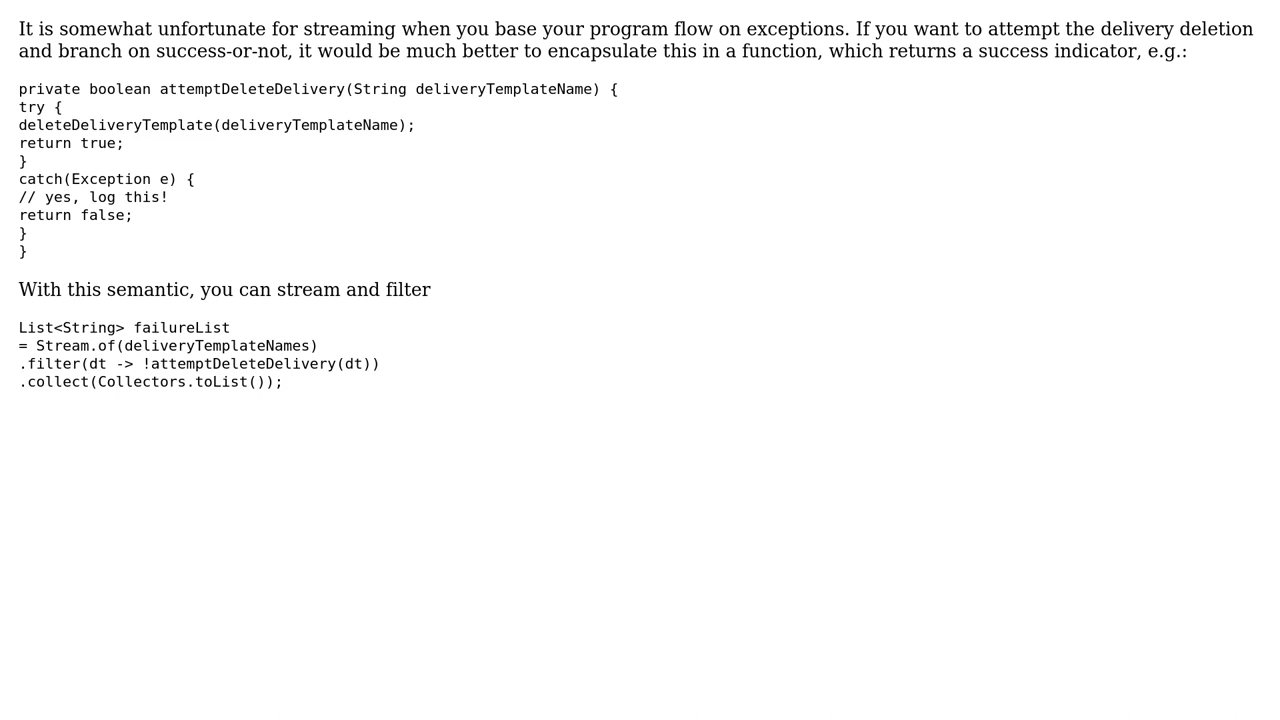 It is somewhat unfortunate for streaming when you base your program flow on exceptions. If you want to attempt the delivery deletion
and branch on success-or-not, it would be much better to encapsulate this in a function, which returns a success indicator, e.g.:
private boolean attemptDeleteDelivery(String deliveryTemplateName) {
try {
deleteDeliveryTemplate(deliveryTemplateName);
return true;
}
catch(Exception e) {
// yes, log this!
return false;
}
}
With this semantic, you can stream and filter
List<String> failureList
= Stream.of(deliveryTemplateNames)
.filter(dt -> !attemptDeleteDelivery(dt))
.collect(Collectors.toList());